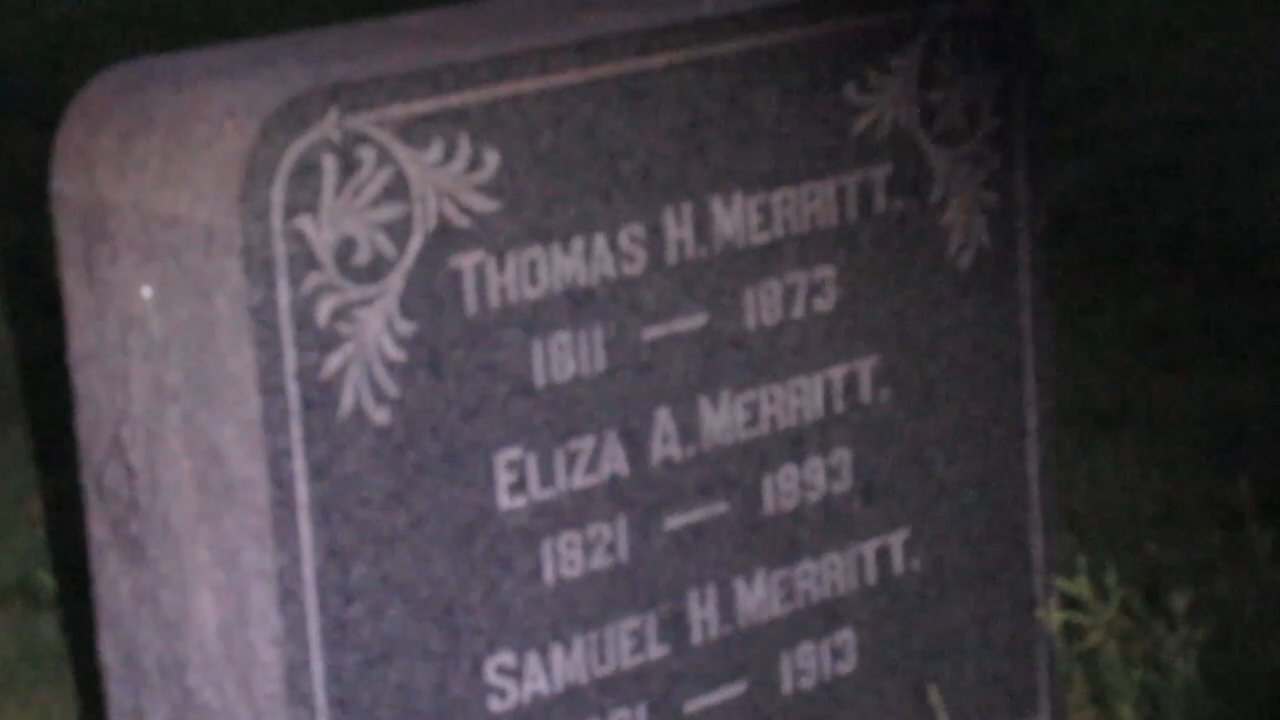 THOMAS H. MERRITT.
1811 — 1873
ELIZA A. MERRITT.
1821 — 1893
SAMUEL H. MERRITT.
— 1913